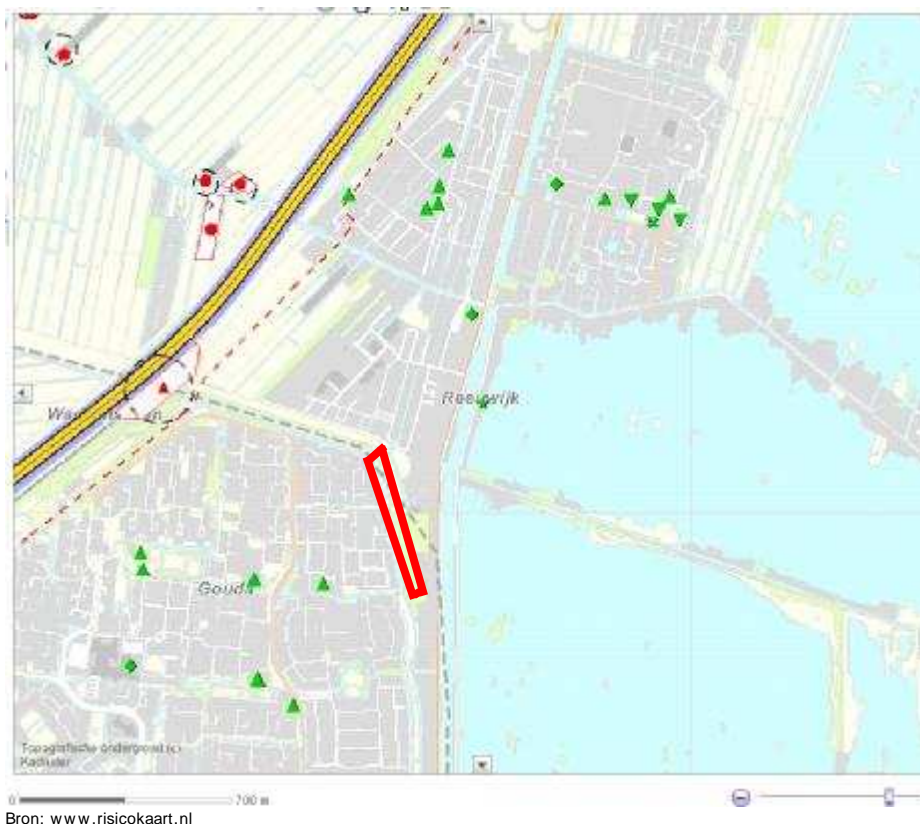 Reeuwijk
Gouda
Topografische ondergrond (c)
Kadaster
0 700 m
Bron: www.risicokaart.nl